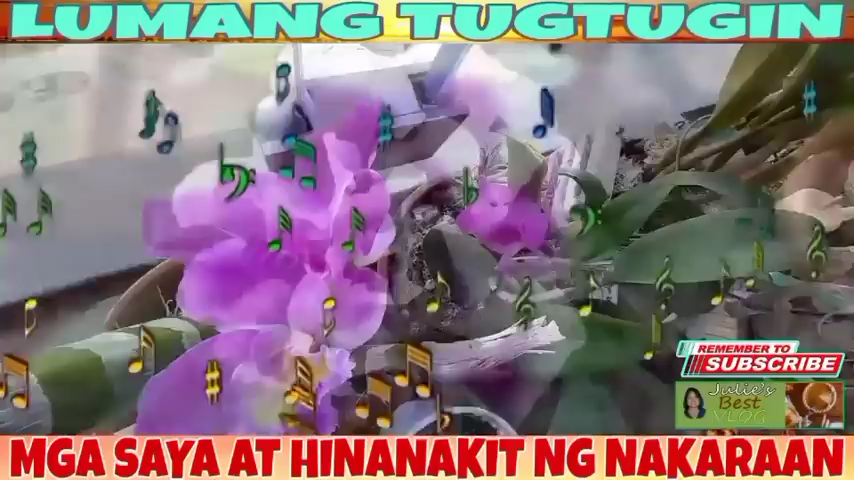 LUMANG TUGTUGIN
REMEMBER TO
SUBSCRIBE
Julie's
Best
VLOG
MGA SAYA AT HINANAKIT NG NAKARAAN